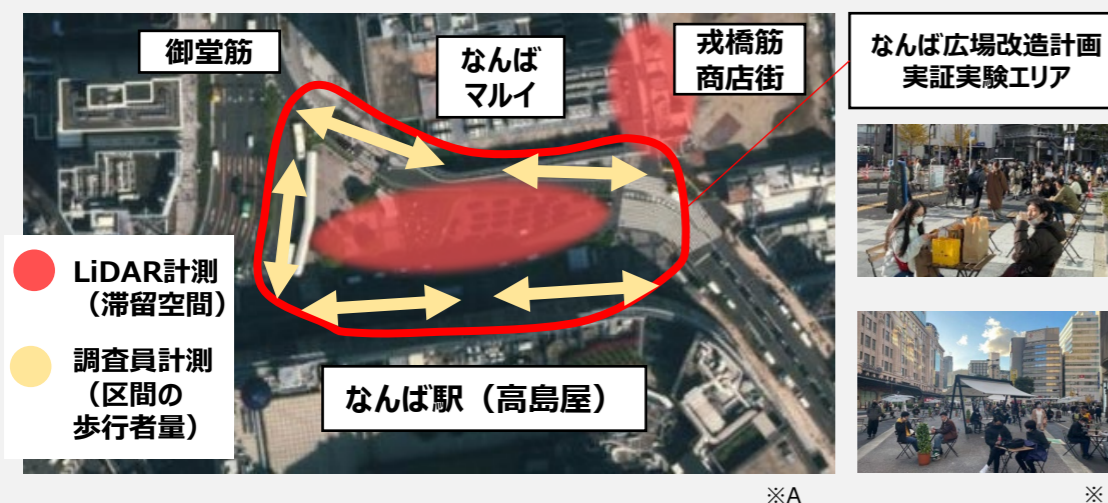 御堂筋
なんば
マルイ
戎橋筋
商店街
なんば広場改造計画
実証実験エリア
LiDAR計測
（滞留空間）
調査員計測
（区間の
歩行者量）
なんば駅（高島屋）
※A
※